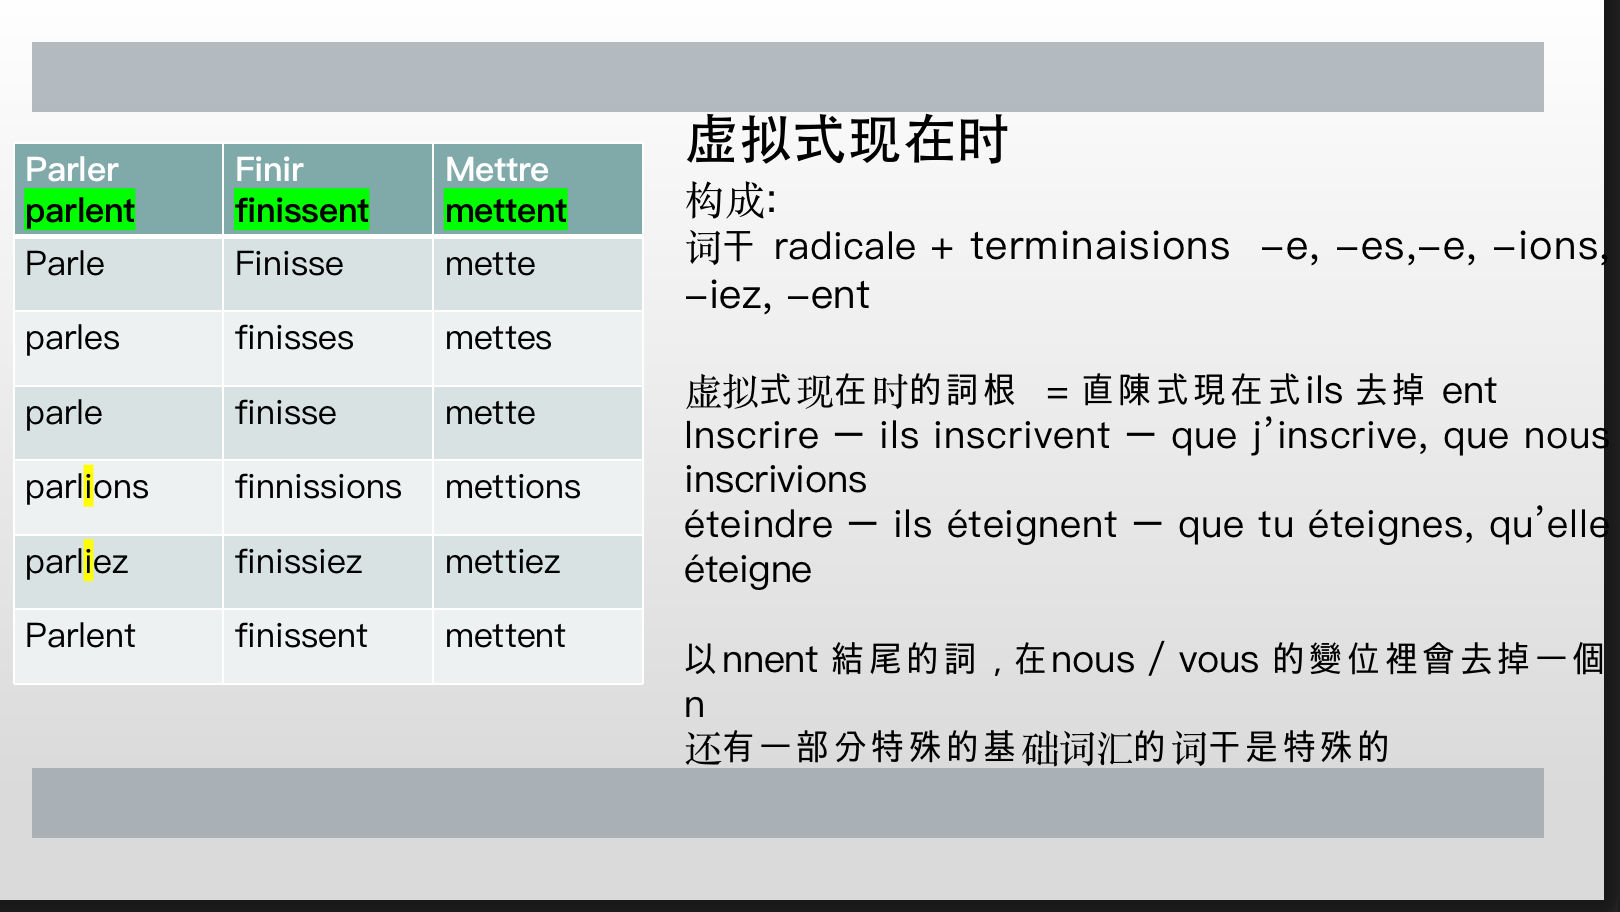 Parler Finir Mettre
parlent finissent mettent
Parle Finisse mette
parles finisses mettes
parle finisse mette
parlions finnissions mettions
parliez finissiez mettiez
Parlent finissent mettent
虚拟式现在时
构成:
词干 radicale + terminaisions –e, –es,–e, –ions,
–iez, –ent
虚拟式现在时的詞根 = 直陳式現在式ils 去掉 ent
Inscrire — ils inscrivent — que j’inscrive, que nous
inscrivions
éteindre — ils éteignent — que tu éteignes, qu’elle
éteigne
以nnent 結尾的詞，在nous / vous 的變位裡會去掉一個
n
还有一部分特殊的基础词汇的词干是特殊的